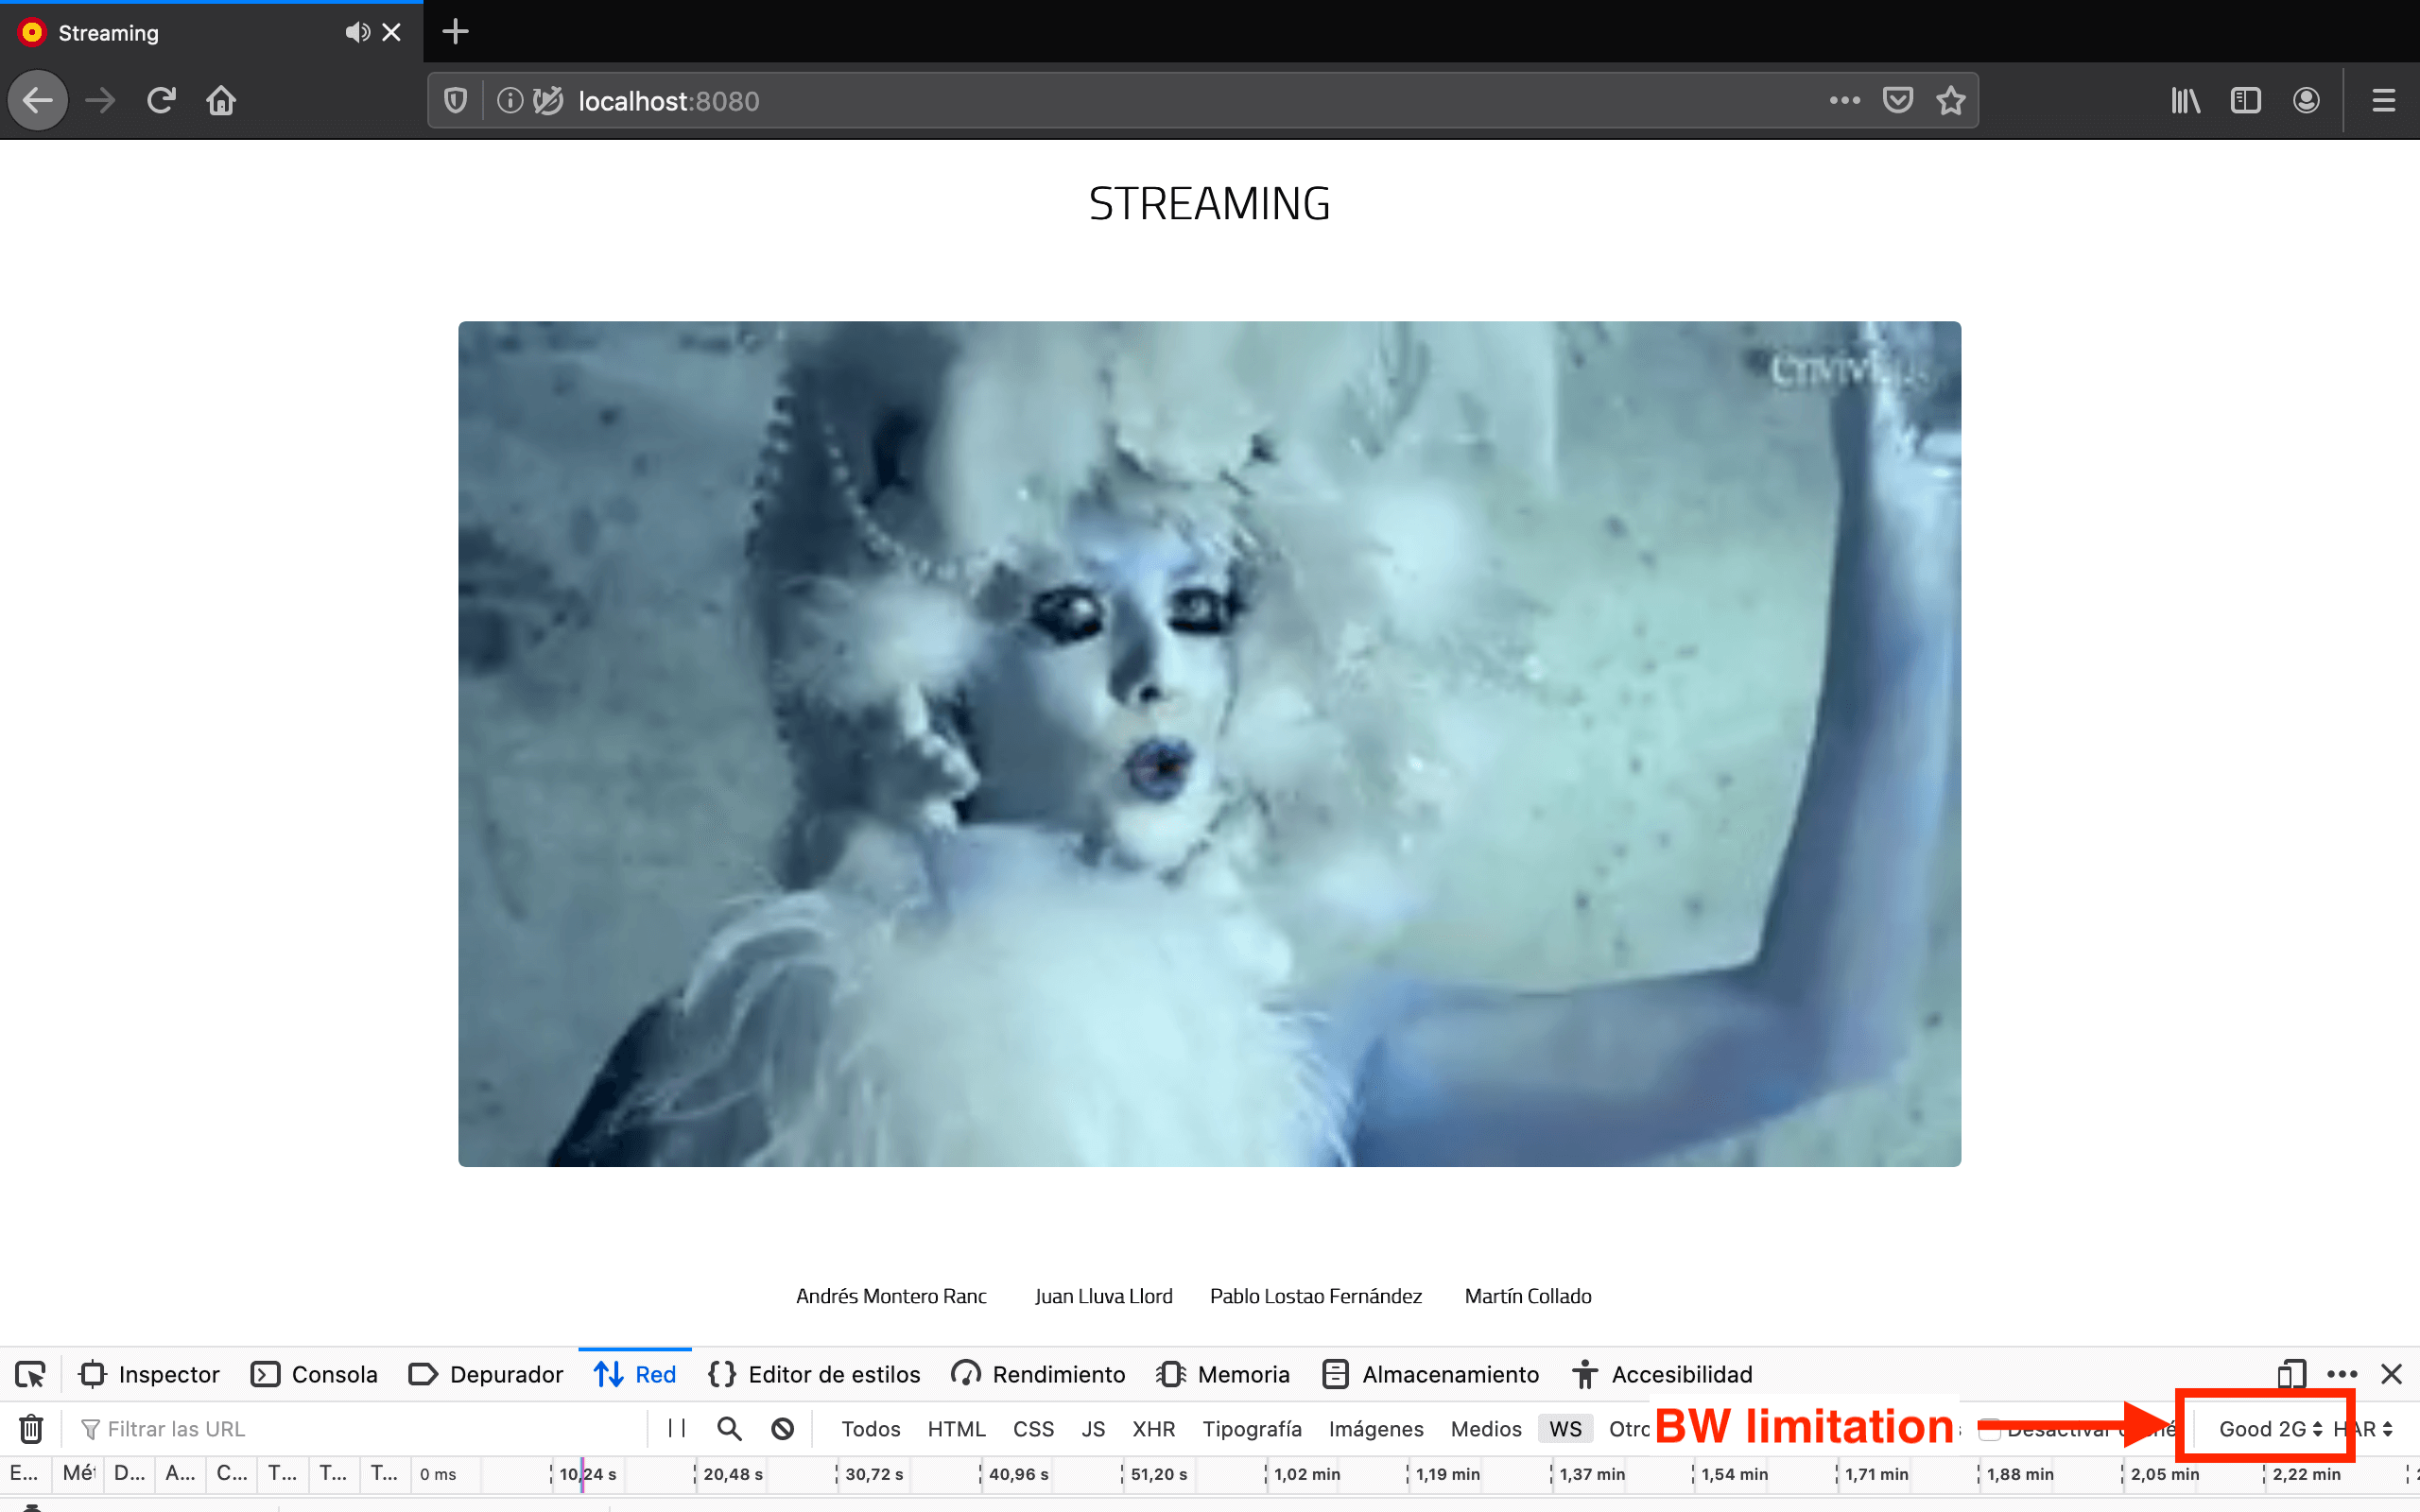 Streaming
localhost:8080
STREAMING
Andrés Montero Ranc Juan Lluva Llord Pablo Lostao Fernández Martín Collado
Inspector Consola Depurador Red Editor de estilos Rendimiento Memoria Almacenamiento Accesibilidad
Filtrar las URL Todos HTML CSS JS XHR Tipografía Imágenes Medios WS Otro BW limitation Desactivar Good 2G HAR
E... Mét D... A... C... T... T... T... 0 ms 10,24 s 20,48 s 30,72 s 40,96 s 51,20 s 1,02 min 1,19 min 1,37 min 1,54 min 1,71 min 1,88 min 2,05 min 2,22 min